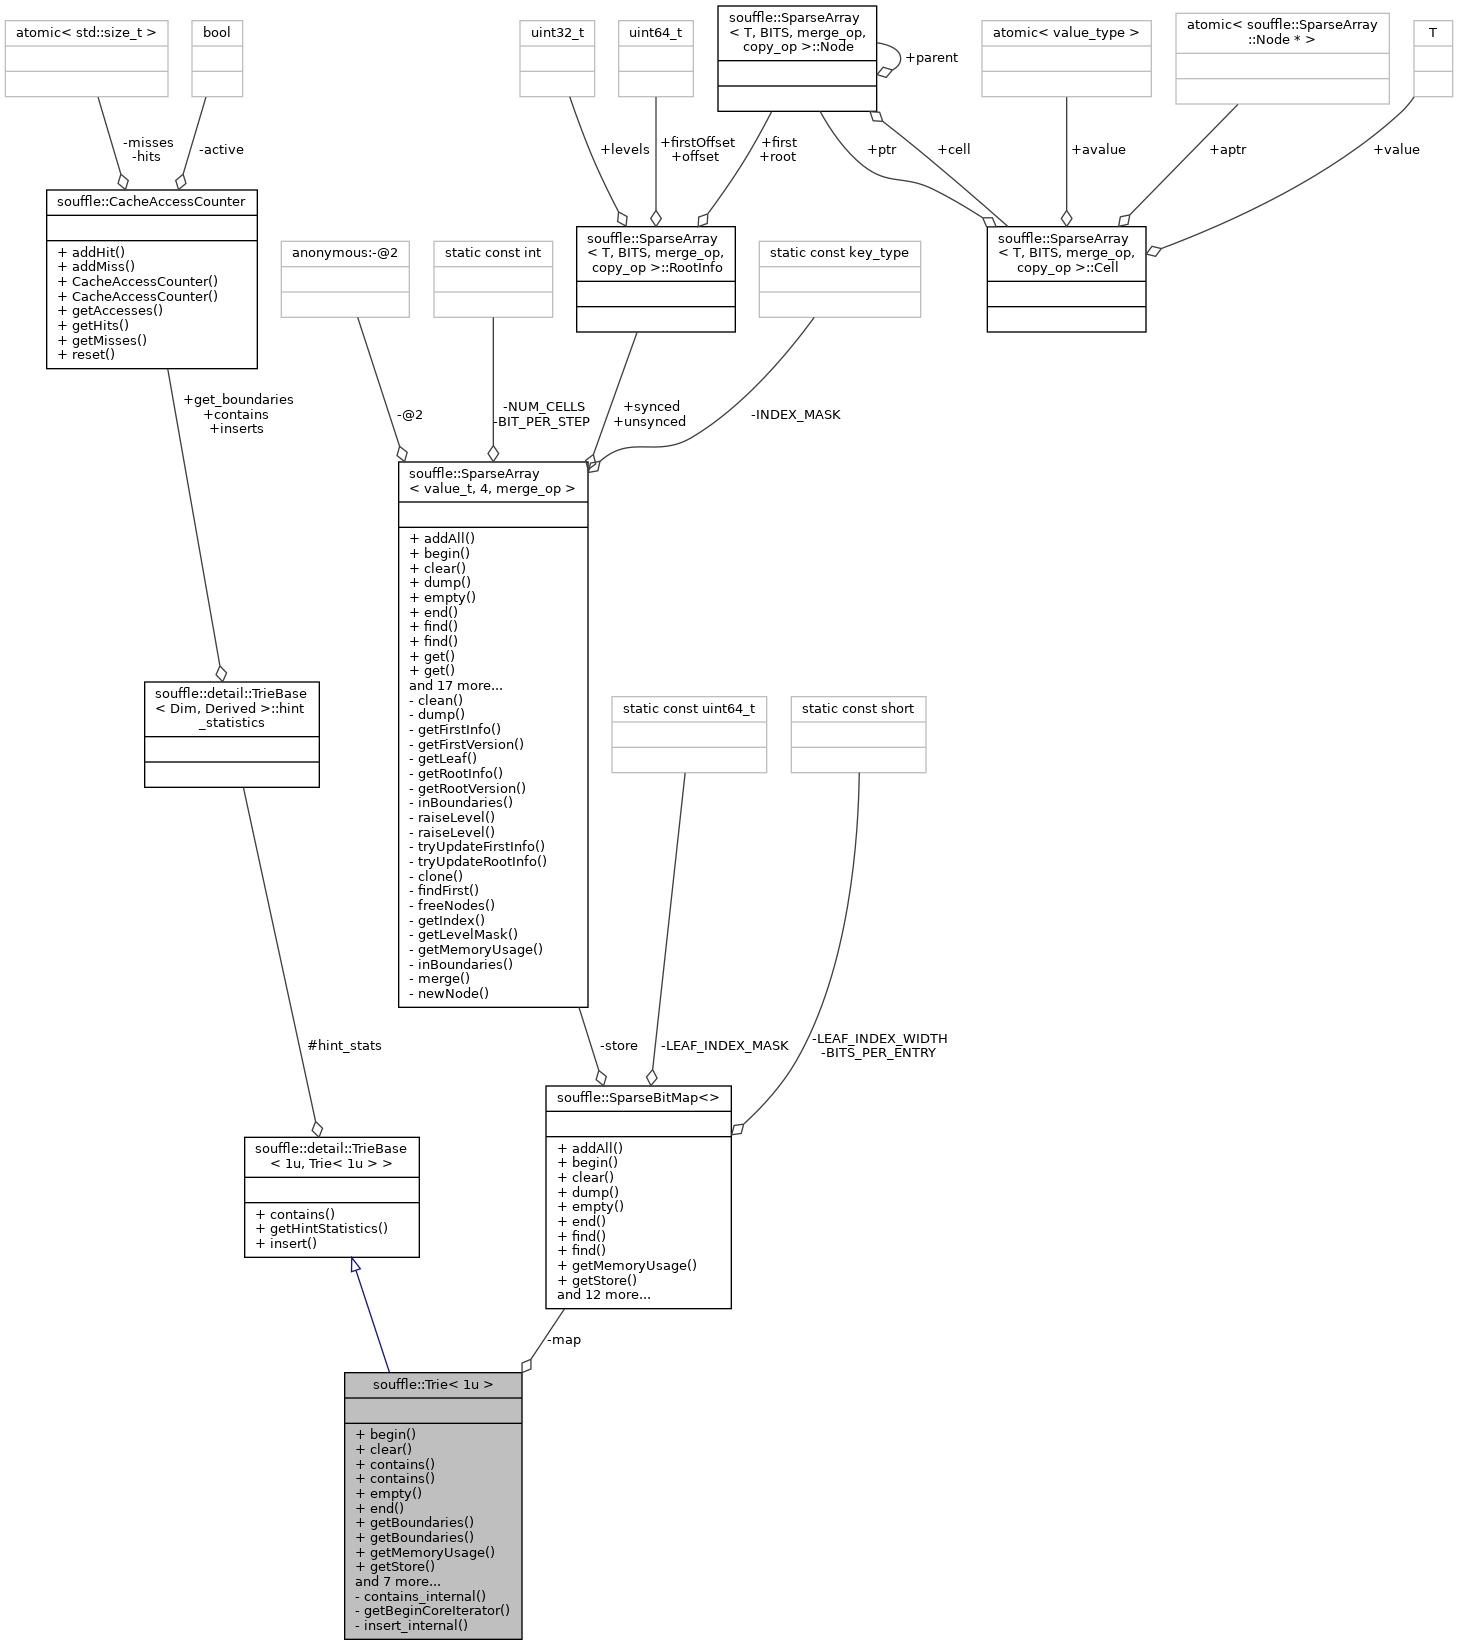 atomic< std::size_t >
bool
uint32_t
uint64_t
souffle::SparseArray
< T, BITS, merge_op,
copy_op >::Node
+parent
atomic< value_type >
atomic< souffle::SparseArray
::Node * >
T
-misses
-hits
-active
+levels
+firstOffset
+offset
+first
+root
+ptr
+cell
+avalue
+aptr
+value
souffle::CacheAccessCounter
+ addHit()
+ addMiss()
+ CacheAccessCounter()
+ CacheAccessCounter()
+ getAccesses()
+ getHits()
+ getMisses()
+ reset()
anonymous:-@2
static const int
souffle::SparseArray
< T, BITS, merge_op,
copy_op >::RootInfo
static const key_type
souffle::SparseArray
< T, BITS, merge_op,
copy_op >::Cell
+get_boundaries
+contains
+inserts
-@2
-NUM_CELLS
-BIT_PER_STEP
+synced
+unsynced
-INDEX_MASK
souffle::SparseArray
< value_t, 4, merge_op >
+ addAll()
+ begin()
+ clear()
+ dump()
+ empty()
+ end()
+ find()
+ find()
+ get()
+ get()
and 17 more...
- clean()
- dump()
- getFirstInfo()
- getFirstVersion()
- getLeaf()
- getRootInfo()
- getRootVersion()
- inBoundaries()
- raiseLevel()
- raiseLevel()
- tryUpdateFirstInfo()
- tryUpdateRootInfo()
- clone()
- findFirst()
- freeNodes()
- getIndex()
- getLevelMask()
- getMemoryUsage()
- inBoundaries()
- merge()
- newNode()
souffle::detail::TrieBase
< Dim, Derived >::hint
_statistics
static const uint64_t
static const short
#hint_stats
-store
-LEAF_INDEX_MASK
-LEAF_INDEX_WIDTH
-BITS_PER_ENTRY
souffle::detail::TrieBase
< 1u, Trie< 1u > >
+ contains()
+ getHintStatistics()
+ insert()
souffle::SparseBitMap<>
+ addAll()
+ begin()
+ clear()
+ dump()
+ empty()
+ end()
+ find()
+ find()
+ getMemoryUsage()
+ getStore()
and 12 more...
-map
souffle::Trie< 1u >
+ begin()
+ clear()
+ contains()
+ contains()
+ empty()
+ end()
+ getBoundaries()
+ getBoundaries()
+ getMemoryUsage()
+ getStore()
and 7 more...
- contains_internal()
- getBeginCoreIterator()
- insert_internal()